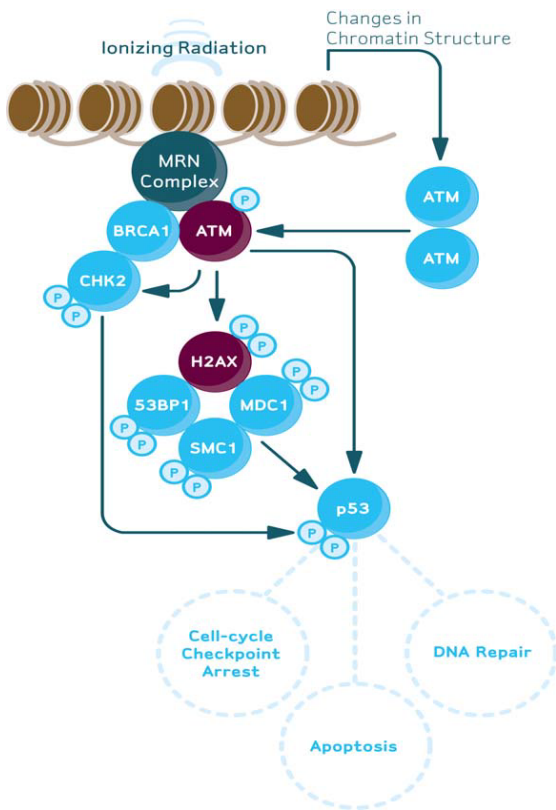 Changes in
Chromatin Structure
Ionizing Radiation
MRN
Complex
P
ATM
BRCA1
ATM
ATM
CHK2
P
P
P
P
H2AX
P
P
53BP1
MDC1
P
P
SMC1
P
P
p53
P
P
Cell-cycle
Checkpoint
Arrest
DNA Repair
Apoptosis